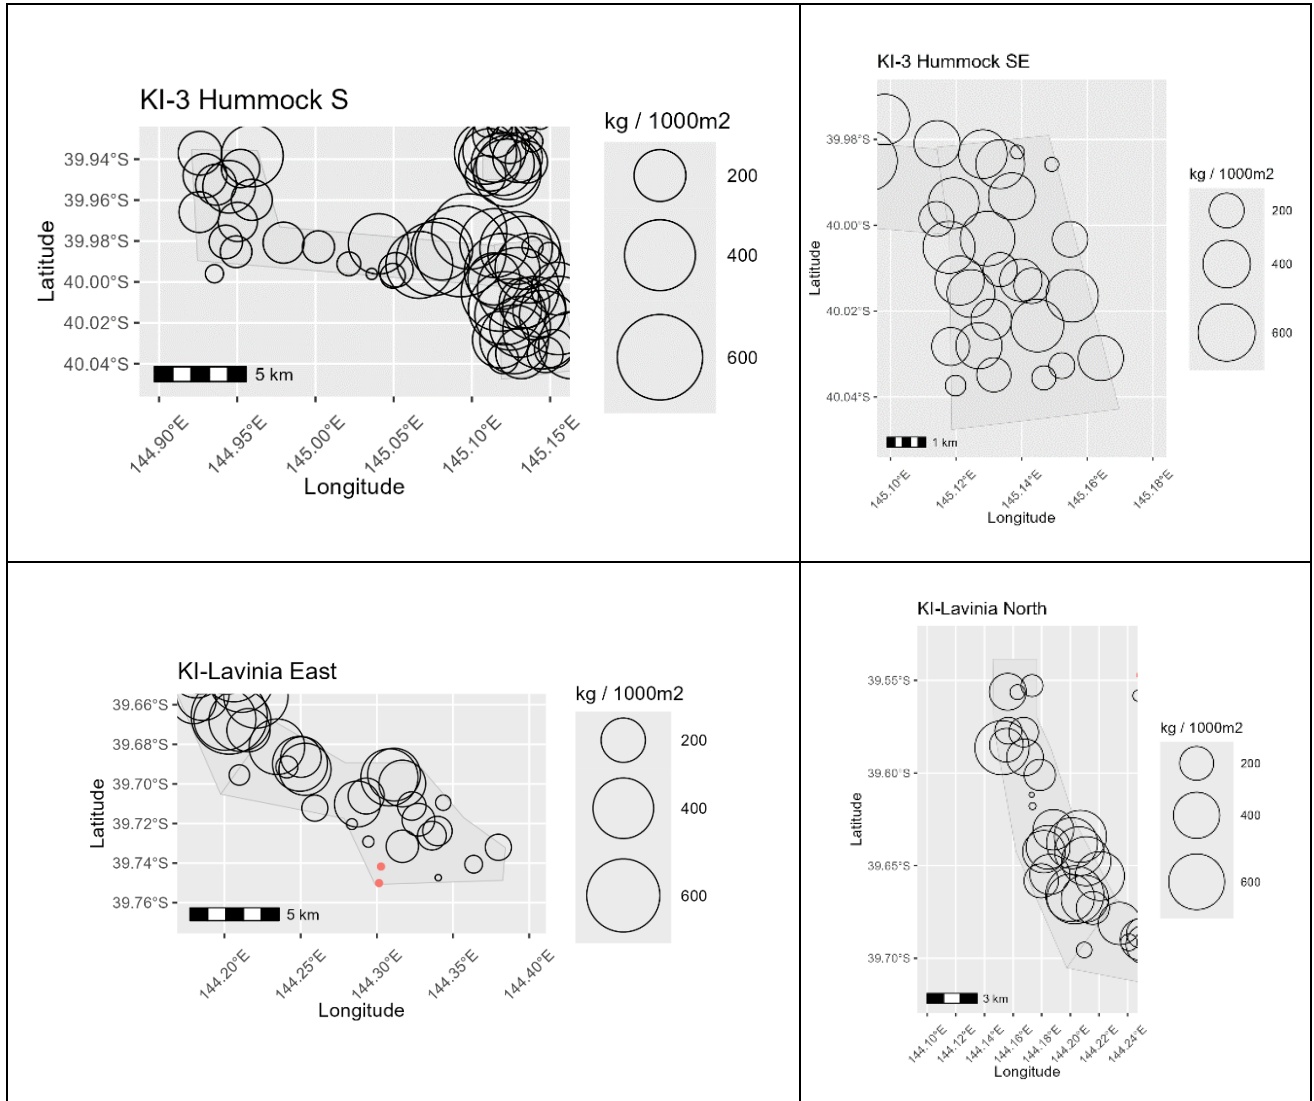 KI-3 Hummock S
kg / 1000m2
200
400
600
39.94°S
39.96°S
39.98°S
40.00°S
40.02°S
40.04°S
Latitude
5 km
144.90°E
144.95°E
145.00°E
145.05°E
145.10°E
145.15°E
Longitude
KI-3 Hummock SE
kg / 1000m2
200
400
600
39.98°S
40.00°S
40.02°S
40.04°S
Latitude
1 km
145.10°E
145.12°E
145.14°E
145.16°E
145.18°E
Longitude
KI-Lavinia East
kg / 1000m2
200
400
600
39.66°S
39.68°S
39.70°S
39.72°S
39.74°S
39.76°S
Latitude
5 km
144.20°E
144.25°E
144.30°E
144.35°E
144.40°E
Longitude
KI-Lavinia North
kg / 1000m2
200
400
600
39.55°S
39.60°S
39.65°S
39.70°S
Latitude
3 km
144.10°E
144.12°E
144.14°E
144.16°E
144.18°E
144.20°E
144.22°E
144.24°E
Longitude